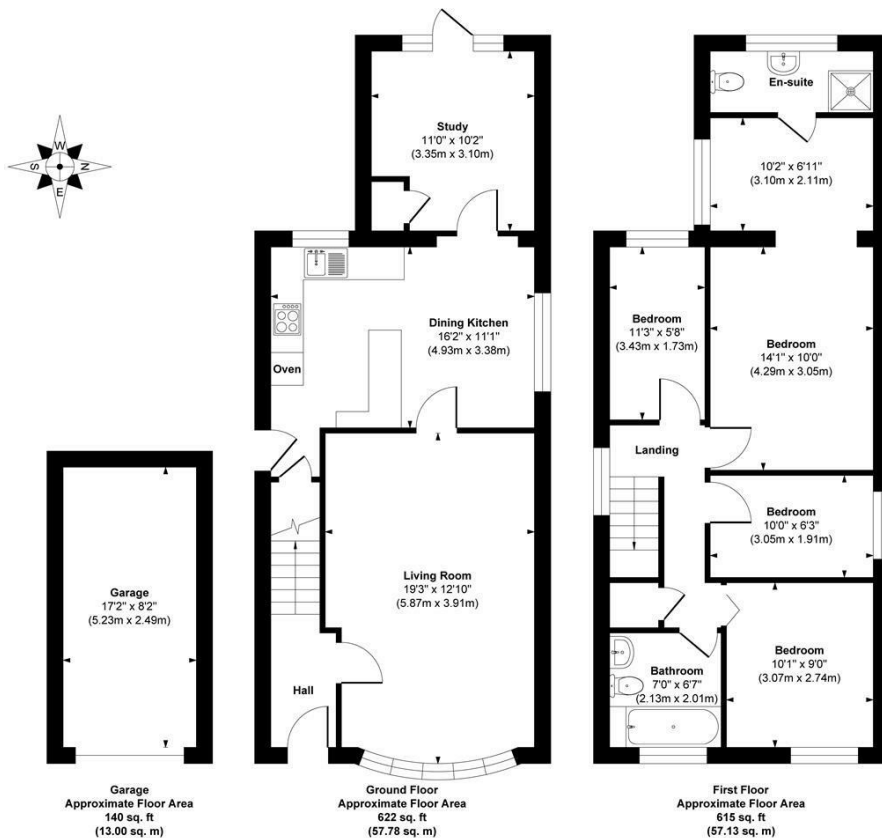 W
S
N
E
Study
11'0" x 10'2"
(3.35m x 3.10m)
Dining Kitchen
16'2" x 11'1"
(4.93m x 3.38m)
Oven
Living Room
19'3" x 12'10"
(5.87m x 3.91m)
Hall
Garage
17'2" x 8'2"
(5.23m x 2.49m)
En-suite
10'2" x 6'11"
(3.10m x 2.11m)
Bedroom
11'3" x 5'8"
(3.43m x 1.73m)
Bedroom
14'1" x 10'0"
(4.29m x 3.05m)
Landing
Bedroom
10'0" x 6'3"
(3.05m x 1.91m)
Bedroom
10'1" x 9'0"
(3.07m x 2.74m)
Bathroom
7'0" x 6'7"
(2.13m x 2.01m)
Garage
Approximate Floor Area
140 sq. ft
(13.00 sq. m)
Ground Floor
Approximate Floor Area
622 sq. ft
(57.78 sq. m)
First Floor
Approximate Floor Area
615 sq. ft
(57.13 sq. m)